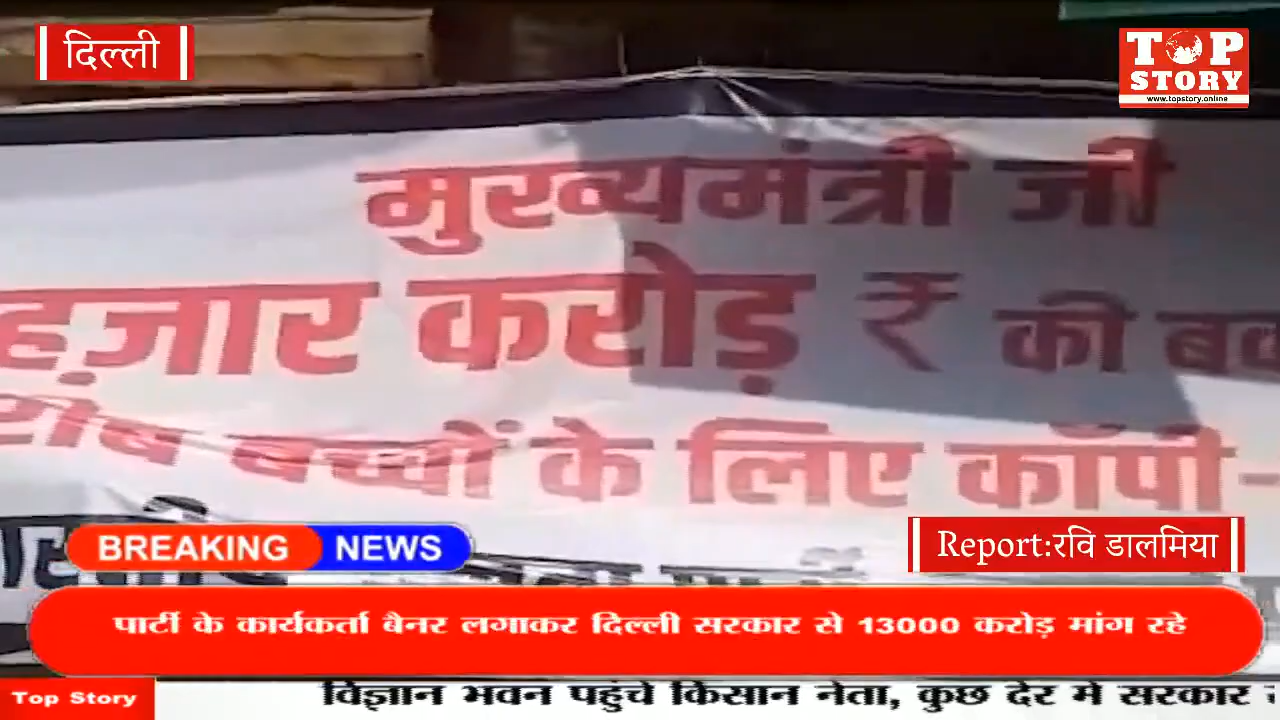 दिल्ली
TOP
STORY
www.topstory.online
मुख्यमंत्री जी
हज़ार करोड़ ₹ की
बच्चों के लिए कॉपी-
BREAKING NEWS
Report:रवि डालमिया
पार्टी के कार्यकर्ता बैनर लगाकर दिल्ली सरकार से 13000 करोड़ मांग रहे
Top Story
विज्ञान भवन पहुंचे किसान नेता, कुछ देर में सरकार